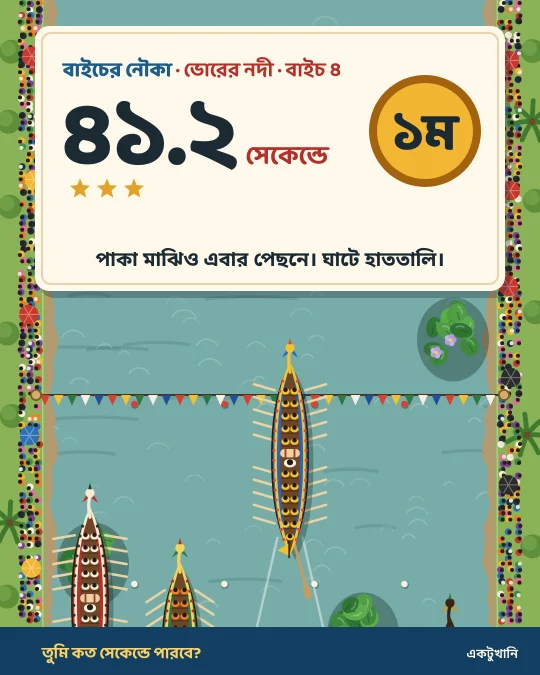 বাইচের নৌকা · ভোরের নদী · বাইচ ৪
৪১.২ সেকেন্ডে
১ম
পাকা মাঝিও এবার পেছনে। ঘাটে হাততালি।
তুমি কত সেকেন্ডে পারবে?
একটুখানি